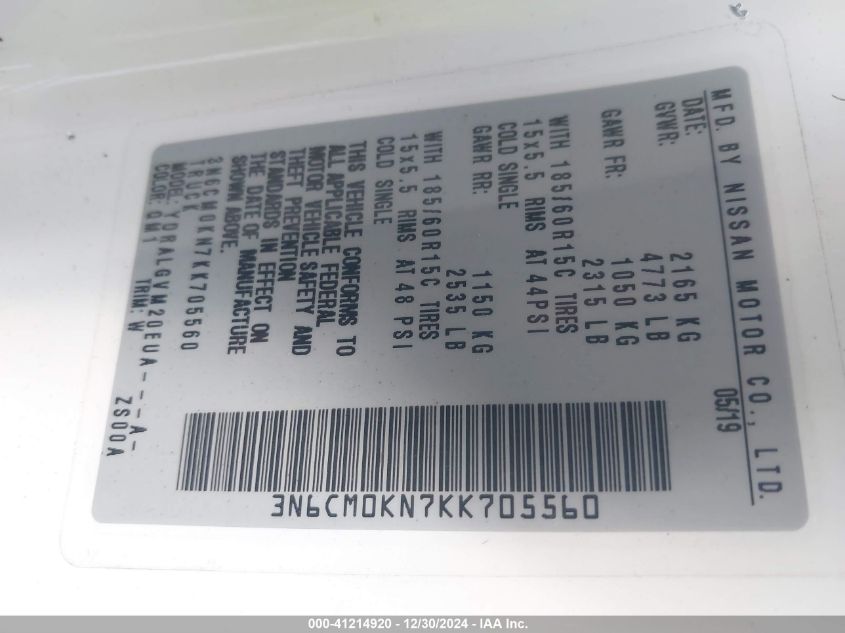 MFD. BY NISSAN MOTOR CO., LTD.
DATE: 05/19
GVWR: 2165 KG
4773 LB
GAWR FR: 1050 KG
2315 LB
WITH 185/60R15C TIRES
15x5.5 RIMS AT 44PSI
COLD SINGLE
GAWR RR: 1150 KG
2535 LB
WITH 185/60R15C TIRES
15x5.5 RIMS AT 48 PSI
COLD SINGLE
THIS VEHICLE CONFORMS TO
ALL APPLICABLE FEDERAL
MOTOR VEHICLE SAFETY AND
THEFT PREVENTION
STANDARDS IN EFFECT ON
THE DATE OF MANUFACTURE
SHOWN ABOVE.
3N6CM0KN7KK705560
TRUCK
MODE: YDRALGVM20EUA----A-
COLOR: QM1 TRIM: W ZS00A
3N6CM0KN7KK705560
000-41214920 - 12/30/2024 - IAA Inc.